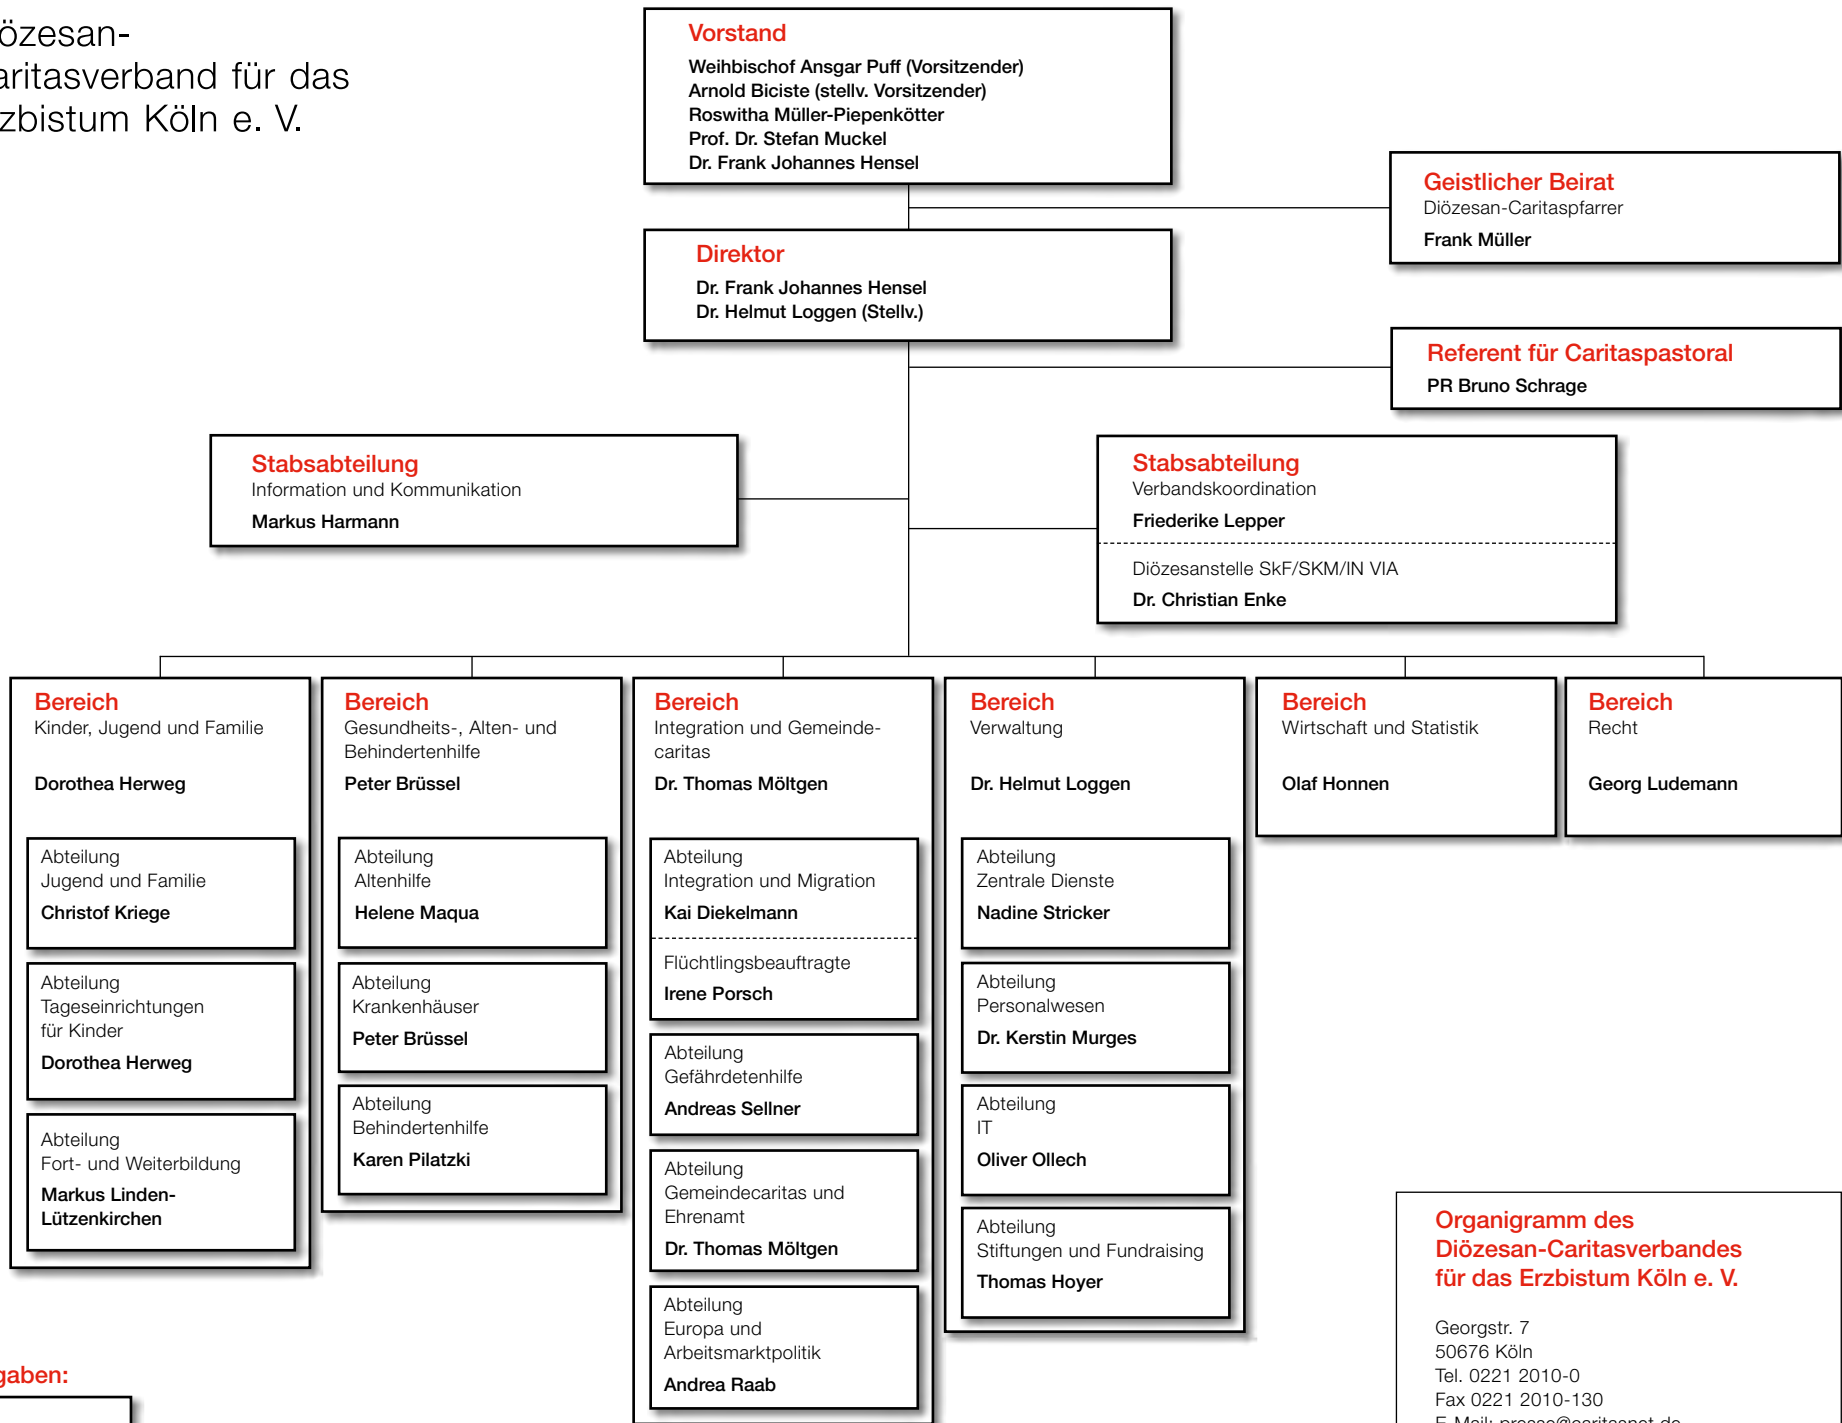 özesan-
aritasverband für das
zbistum Köln e. V.
Vorstand
Weihbischof Ansgar Puff (Vorsitzender)
Arnold Biciste (stellv. Vorsitzender)
Roswitha Müller-Piepenkötter
Prof. Dr. Stefan Muckel
Dr. Frank Johannes Hensel
Geistlicher Beirat
Diözesan-Caritaspfarrer
Frank Müller
Direktor
Dr. Frank Johannes Hensel
Dr. Helmut Loggen (Stellv.)
Referent für Caritaspastoral
PR Bruno Schrage
Stabsabteilung
Information und Kommunikation
Markus Harmann
Stabsabteilung
Verbandskoordination
Friederike Lepper
Diözesanstelle SkF/SKM/IN VIA
Dr. Christian Enke
Bereich
Kinder, Jugend und Familie
Dorothea Herweg
Abteilung
Jugend und Familie
Christof Kriege
Abteilung
Tageseinrichtungen
für Kinder
Dorothea Herweg
Abteilung
Fort- und Weiterbildung
Markus Linden-
Lützenkirchen
Bereich
Gesundheits-, Alten- und
Behindertenhilfe
Peter Brüssel
Abteilung
Altenhilfe
Helene Maqua
Abteilung
Krankenhäuser
Peter Brüssel
Abteilung
Behindertenhilfe
Karen Pilatzki
Bereich
Integration und Gemeinde-
caritas
Dr. Thomas Möltgen
Abteilung
Integration und Migration
Kai Diekelmann
Flüchtlingsbeauftragte
Irene Porsch
Abteilung
Gefährdetenhilfe
Andreas Sellner
Abteilung
Gemeindecaritas und
Ehrenamt
Dr. Thomas Möltgen
Abteilung
Europa und
Arbeitsmarktpolitik
Andrea Raab
Bereich
Verwaltung
Dr. Helmut Loggen
Abteilung
Zentrale Dienste
Nadine Stricker
Abteilung
Personalwesen
Dr. Kerstin Murges
Abteilung
IT
Oliver Ollech
Abteilung
Stiftungen und Fundraising
Thomas Hoyer
Bereich
Wirtschaft und Statistik
Olaf Honnen
Bereich
Recht
Georg Ludemann
gaben:
Organigramm des
Diözesan-Caritasverbandes
für das Erzbistum Köln e. V.
Georgstr. 7
50676 Köln
Tel. 0221 2010-0
Fax 0221 2010-130
E-Mail: presse@caritasnet.de